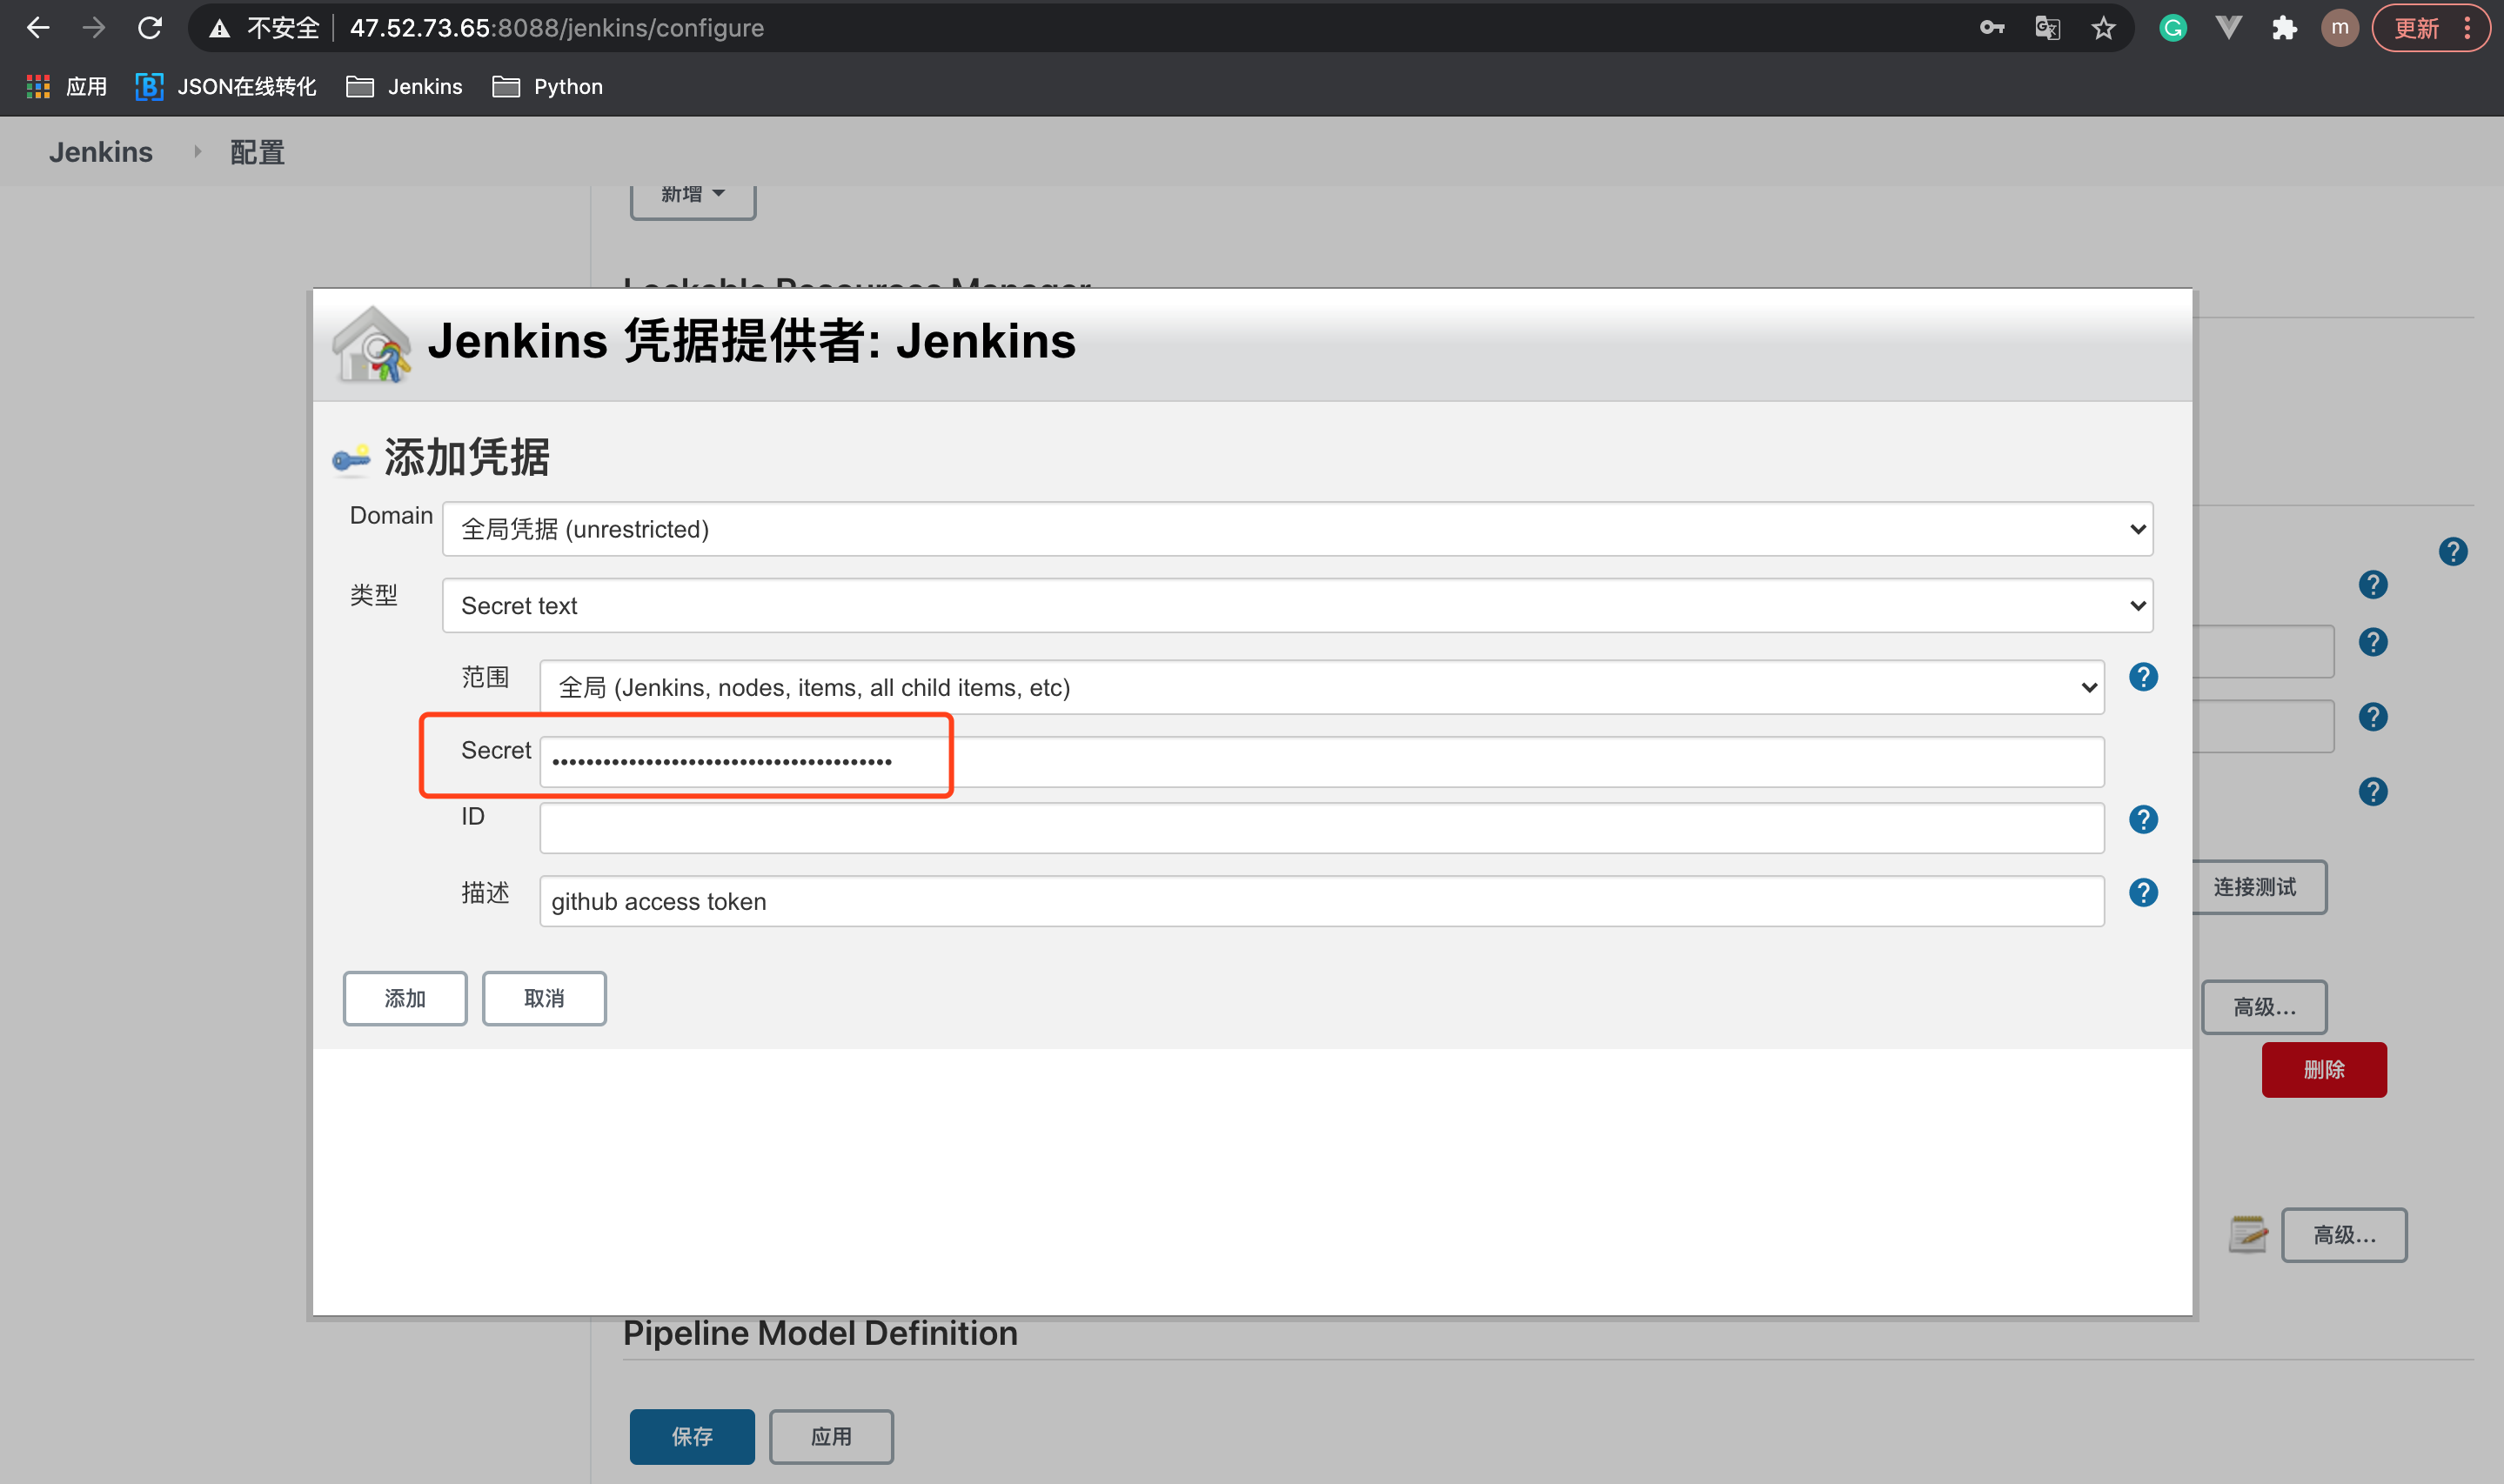 不安全 47.52.73.65:8088/jenkins/configure
m
更新
应用 JSON在线转化 Jenkins Python
Jenkins 配置
新增
Lockable Resources Manager
Jenkins 凭据提供者: Jenkins
添加凭据
Domain 全局凭据 (unrestricted)
类型 Secret text
范围 全局 (Jenkins, nodes, items, all child items, etc)
Secret ••••••••••••••••••••••••••••••••••••••••
ID
描述 github access token
连接测试
添加 取消
高级...
删除
高级...
Pipeline Model Definition
保存 应用